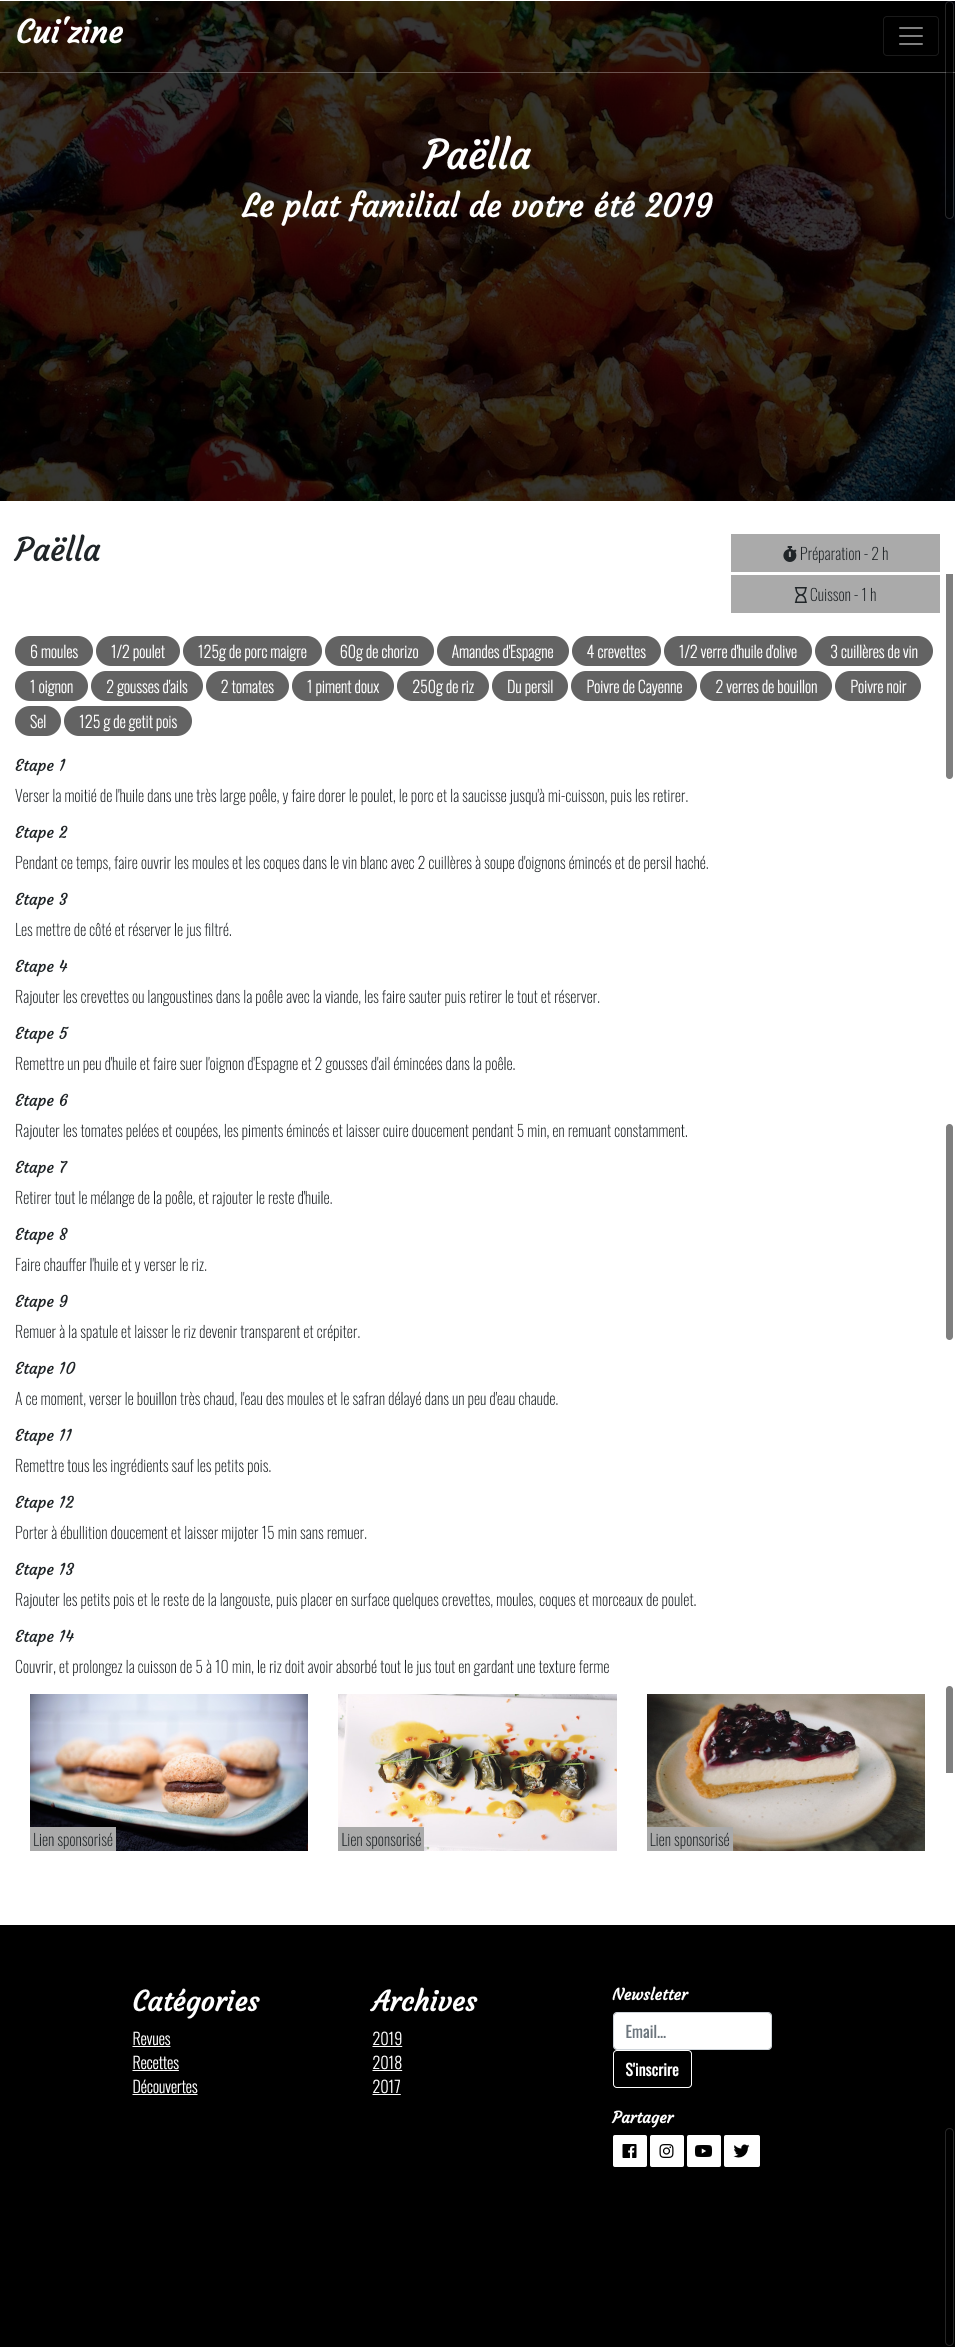 Cui'zine
Paëlla
Le plat familial de votre été 2019
Paëlla
Préparation - 2 h
Cuisson - 1 h
6 moules 1/2 poulet 125g de porc maigre 60g de chorizo Amandes d'Espagne 4 crevettes 1/2 verre d'huile d'olive 3 cuillères de vin
1 oignon 2 gousses d'ails 2 tomates 1 piment doux 250g de riz Du persil Poivre de Cayenne 2 verres de bouillon Poivre noir
Sel 125 g de getit pois
Etape 1
Verser la moitié de l'huile dans une très large poêle, y faire dorer le poulet, le porc et la saucisse jusqu'à mi-cuisson, puis les retirer.
Etape 2
Pendant ce temps, faire ouvrir les moules et les coques dans le vin blanc avec 2 cuillères à soupe d'oignons émincés et de persil haché.
Etape 3
Les mettre de côté et réserver le jus filtré.
Etape 4
Rajouter les crevettes ou langoustines dans la poêle avec la viande, les faire sauter puis retirer le tout et réserver.
Etape 5
Remettre un peu d'huile et faire suer l'oignon d'Espagne et 2 gousses d'ail émincées dans la poêle.
Etape 6
Rajouter les tomates pelées et coupées, les piments émincés et laisser cuire doucement pendant 5 min, en remuant constamment.
Etape 7
Retirer tout le mélange de la poêle, et rajouter le reste d'huile.
Etape 8
Faire chauffer l'huile et y verser le riz.
Etape 9
Remuer à la spatule et laisser le riz devenir transparent et crépiter.
Etape 10
A ce moment, verser le bouillon très chaud, l'eau des moules et le safran délayé dans un peu d'eau chaude.
Etape 11
Remettre tous les ingrédients sauf les petits pois.
Etape 12
Porter à ébullition doucement et laisser mijoter 15 min sans remuer.
Etape 13
Rajouter les petits pois et le reste de la langouste, puis placer en surface quelques crevettes, moules, coques et morceaux de poulet.
Etape 14
Couvrir, et prolongez la cuisson de 5 à 10 min, le riz doit avoir absorbé tout le jus tout en gardant une texture ferme
Lien sponsorisé Lien sponsorisé Lien sponsorisé
Catégories
Revues
Recettes
Découvertes
Archives
2019
2018
2017
Newsletter
Email...
S'inscrire
Partager